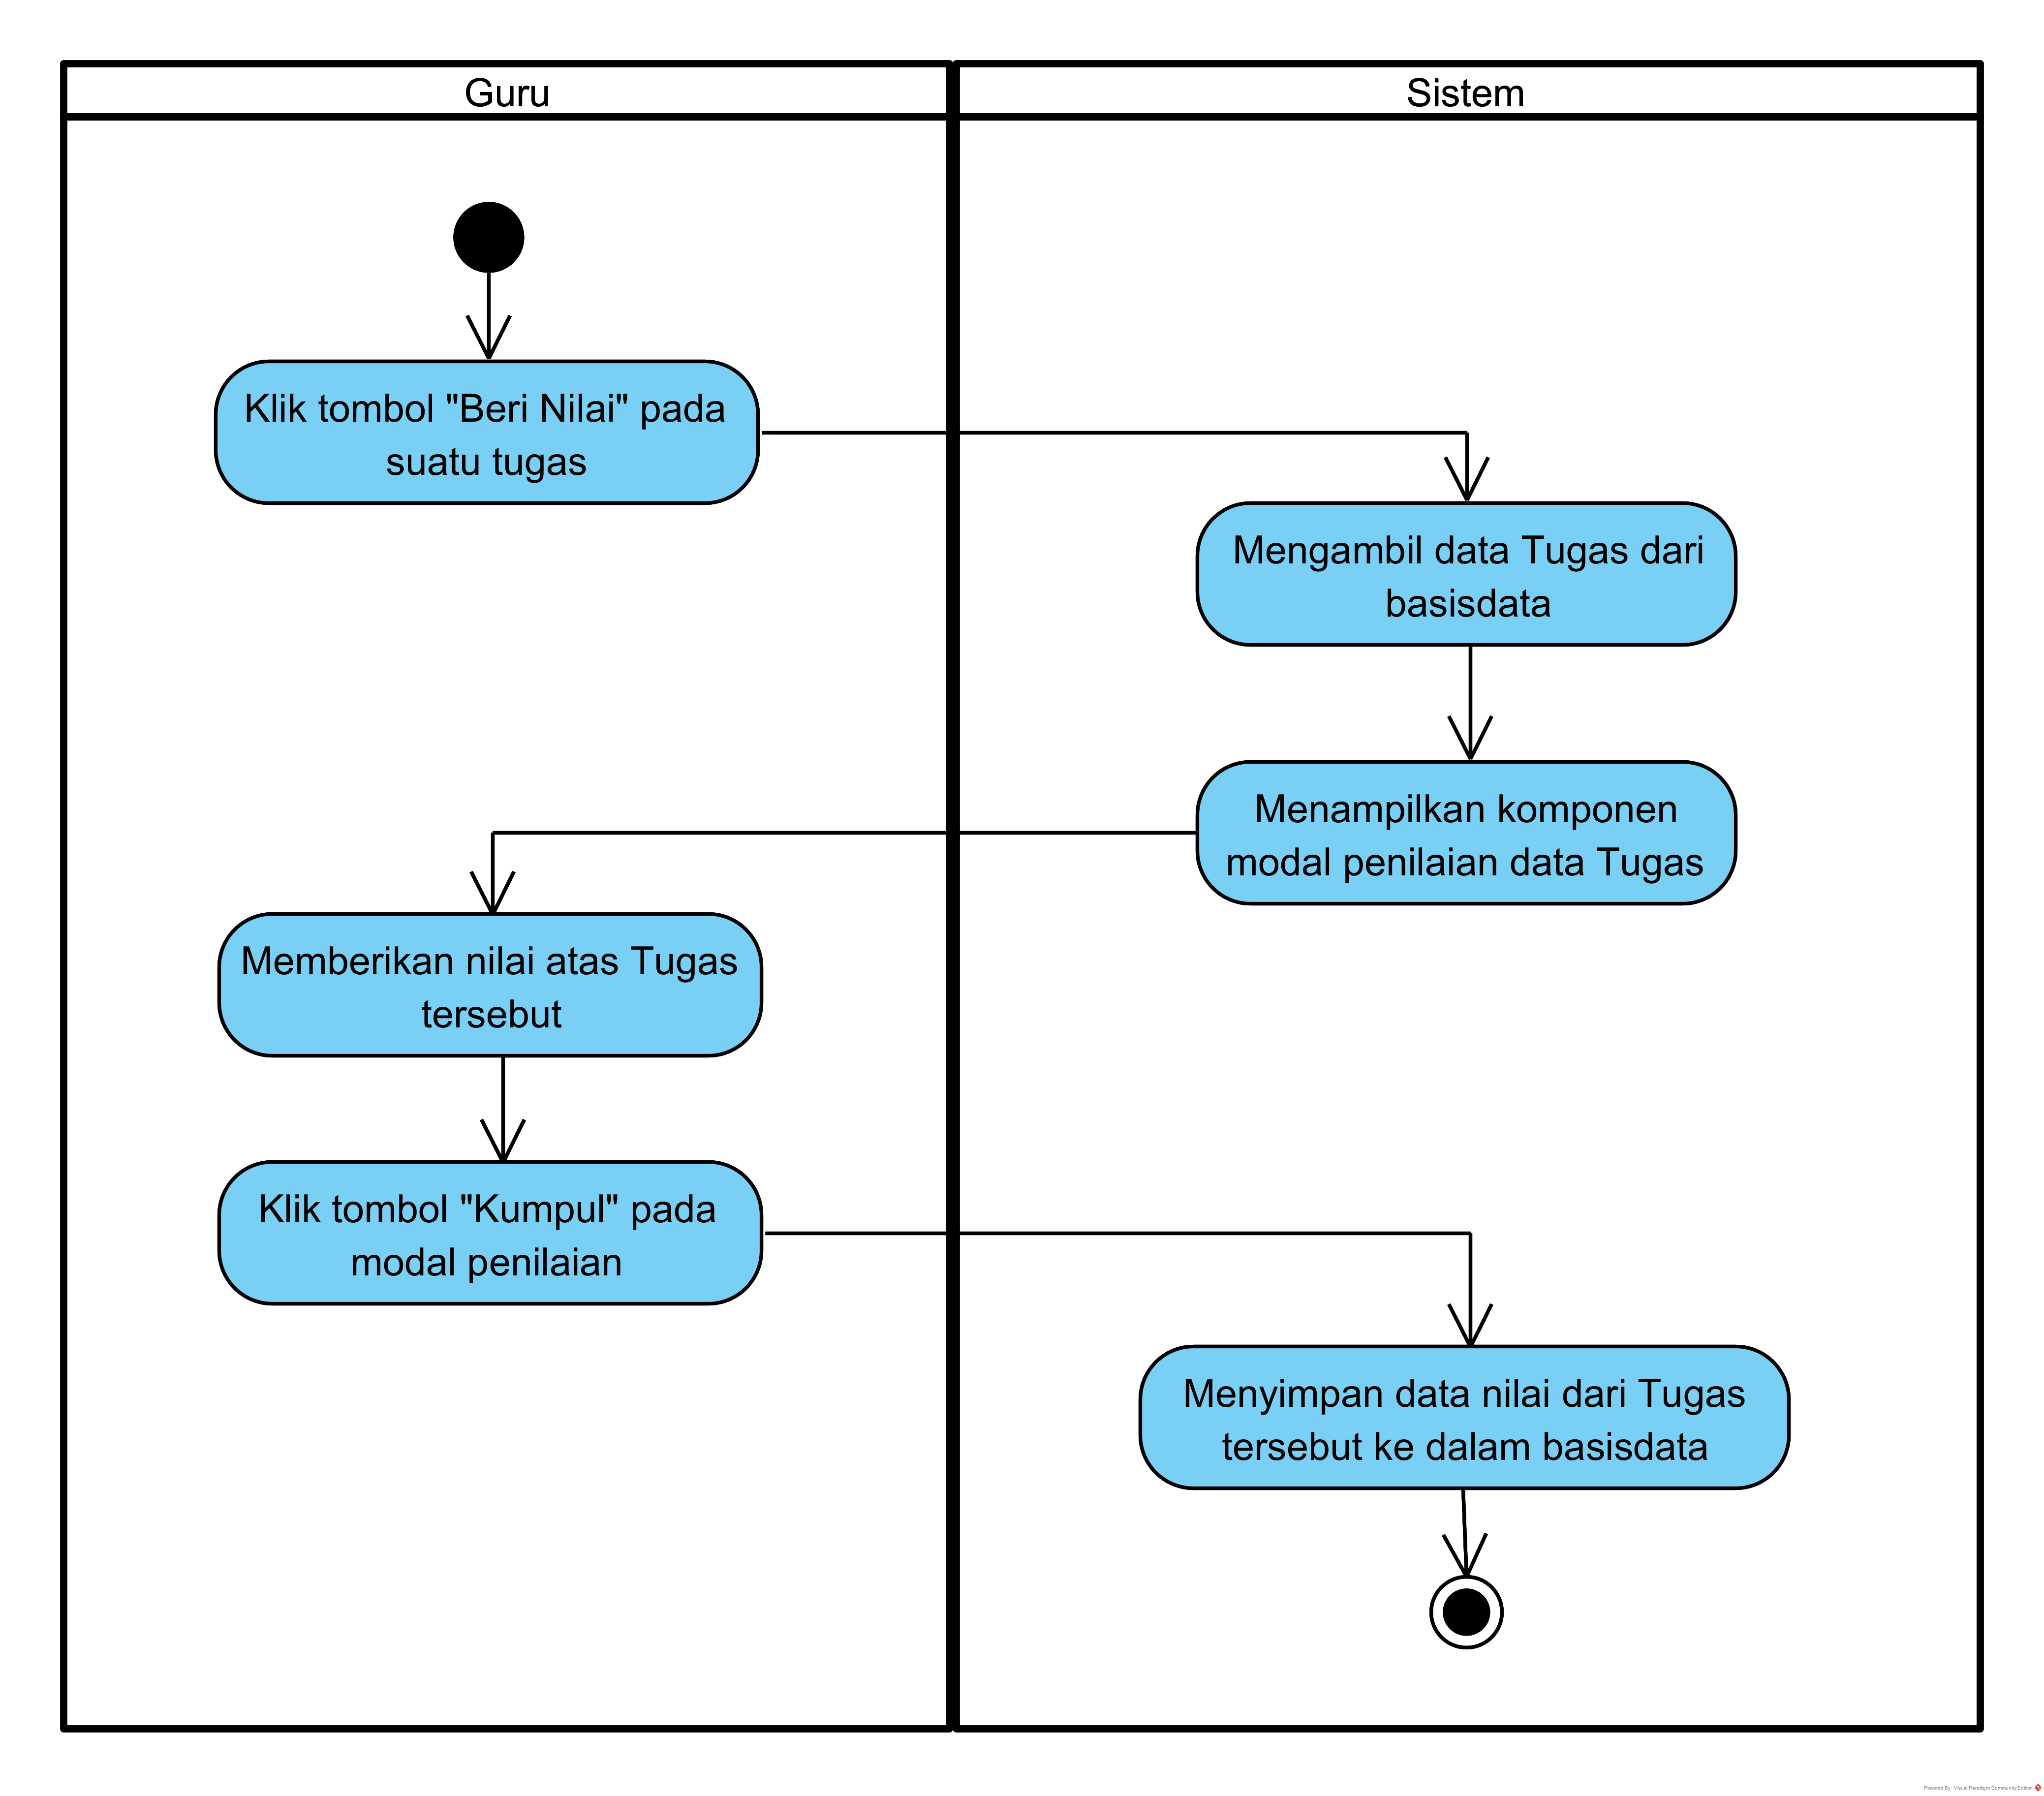 Guru
Sistem
Klik tombol "Beri Nilai" pada
suatu tugas
Mengambil data Tugas dari
basisdata
Menampilkan komponen
modal penilaian data Tugas
Memberikan nilai atas Tugas
tersebut
Klik tombol "Kumpul" pada
modal penilaian
Menyimpan data nilai dari Tugas
tersebut ke dalam basisdata
Powered By: Visual Paradigm Community Edition